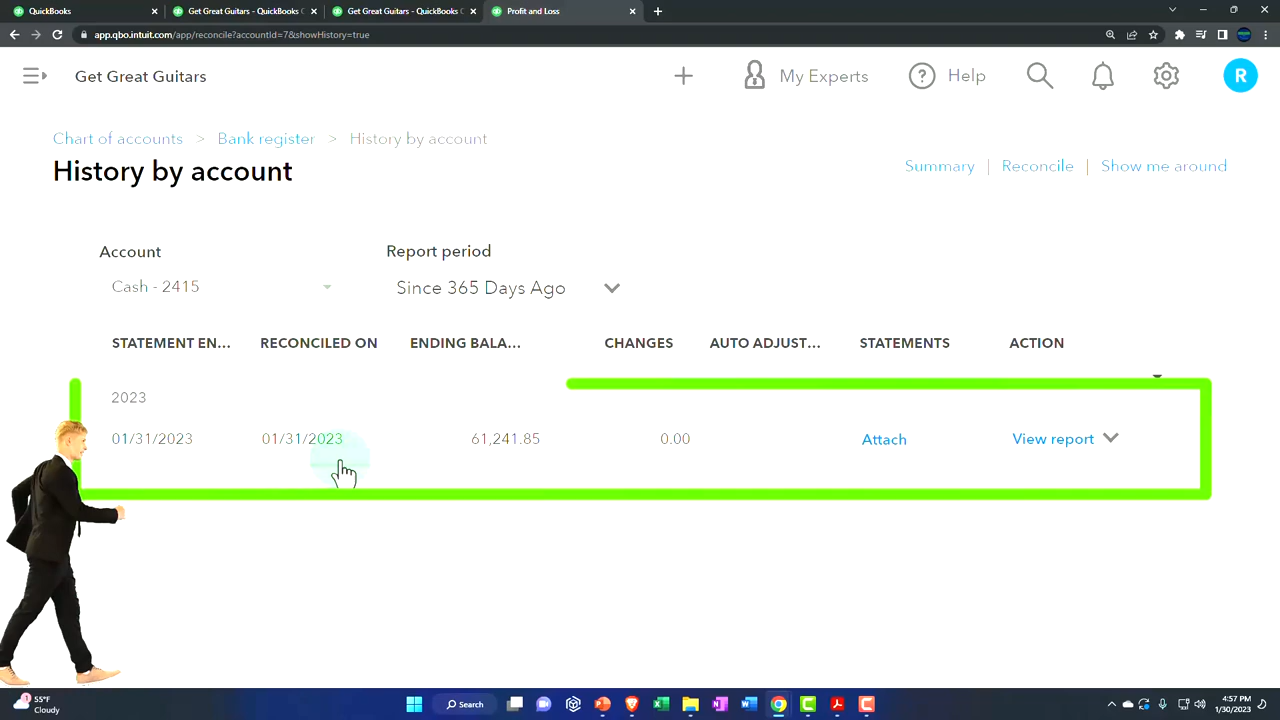 QuickBooks
Get Great Guitars - QuickBooks C
Get Great Guitars - QuickBooks C
Profit and Loss
app.qbo.intuit.com/app/reconcile?accountId=7&showHistory=true
Get Great Guitars
My Experts
Help
R
Chart of accounts > Bank register > History by account
History by account
Summary | Reconcile | Show me around
Account
Report period
Cash - 2415
Since 365 Days Ago
STATEMENT EN... RECONCILED ON ENDING BALA... CHANGES AUTO ADJUST... STATEMENTS ACTION
2023
01/31/2023 01/31/2023 61,241.85 0.00 Attach View report
1
55°F
Cloudy
Search
4:57 PM
1/30/2023